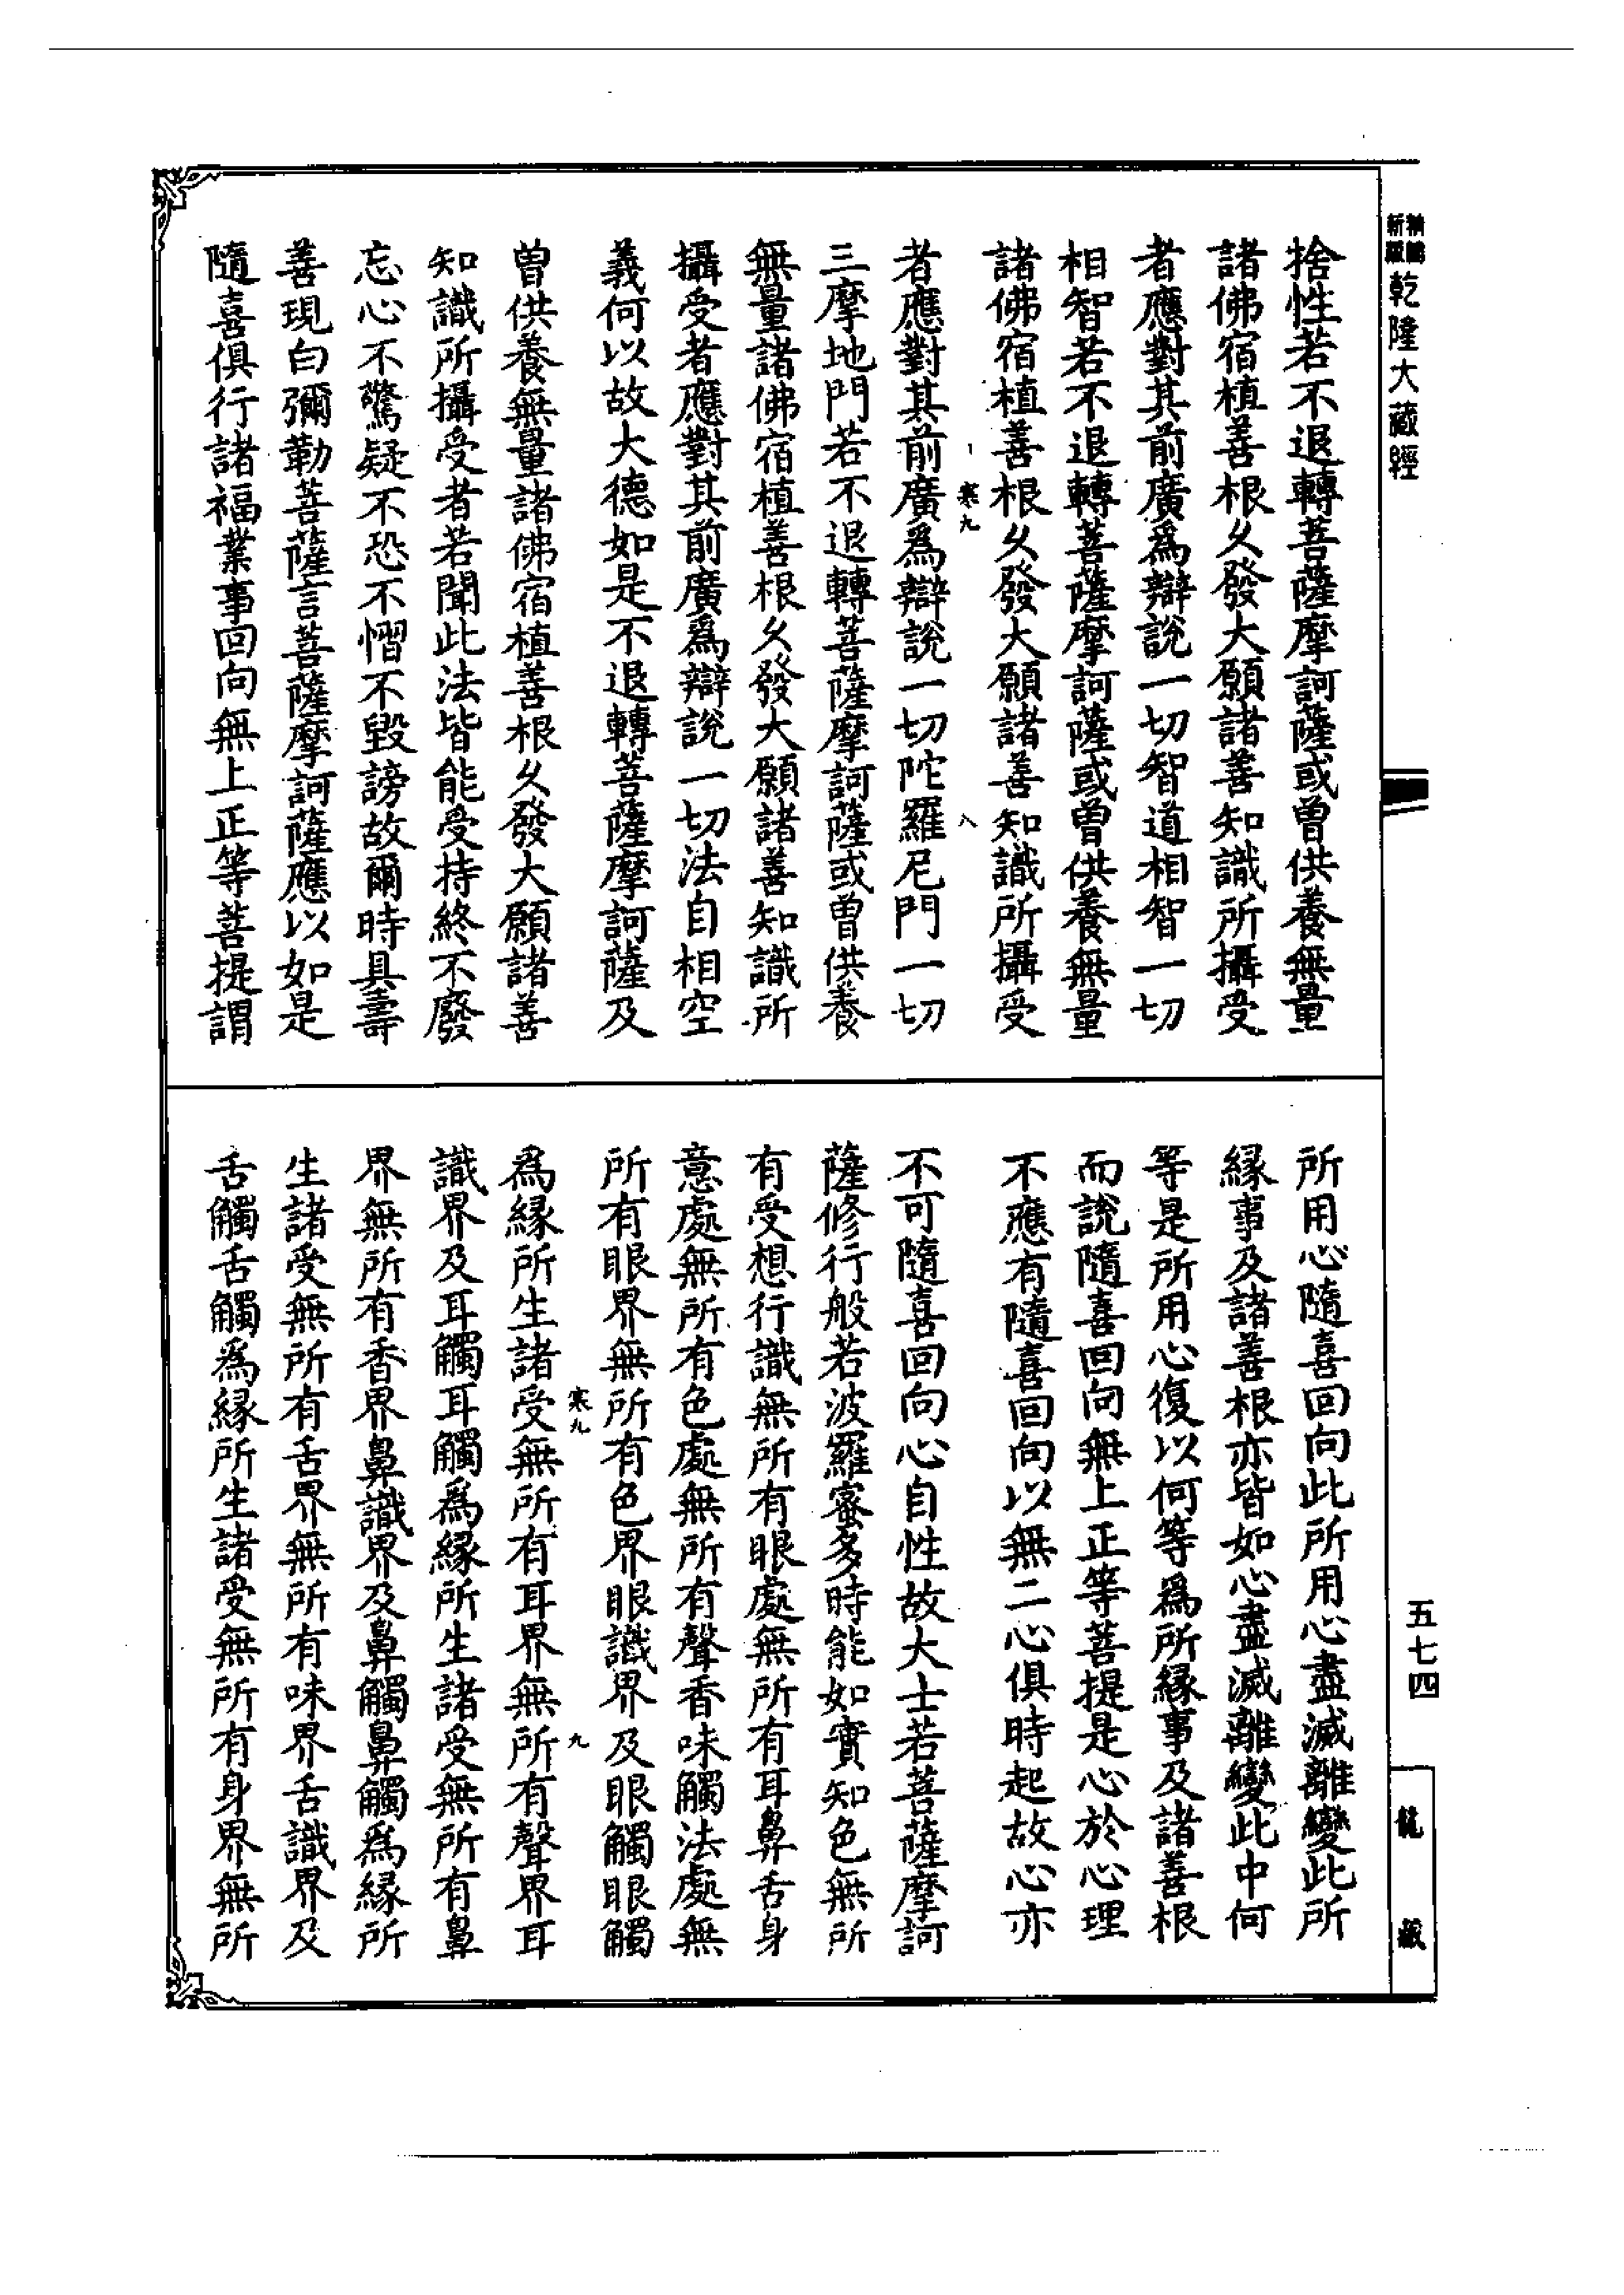 乾隆大藏經
捨性若不退轉菩薩摩訶薩或曾供養無量
諸佛宿植善根久發大願諸善知識所攝受
者應對其前廣爲辯說一切智道相智一切
相智若不退轉菩薩摩訶薩或曾供養無量
諸佛宿植善根久發大願諸善知識所攝受
寒九
八
者應對其前廣爲辯說一切陀羅尼門一切
三摩地門若不退轉菩薩摩訶薩或曾供養
無量諸佛宿植善根久發大願諸善知識所
攝受者應對其前廣爲辯說一切法自相空
義何以故大德如是不退轉菩薩摩訶薩及
曾供養無量諸佛宿植善根久發大願諸善
知識所攝受者若聞此法皆能受持終不廢
忘心不驚疑不恐不慴不毀謗故爾時具壽
善現白彌勒菩薩言菩薩摩訶薩應以如是
隨喜俱行諸福業事回向無上正等菩提謂
所用心隨喜回向此所用心盡滅離變此所
緣事及諸善根亦皆如心盡滅離變此中何
等是所用心復以何等爲所緣事及諸善根
而說隨喜回向無上正等菩提是心於心理
不應有隨喜回向以無二心俱時起故心亦
不可隨喜回向心自性故大士若菩薩摩訶
薩修行般若波羅蜜多時能如實知色無所
有受想行識無所有眼處無所有耳鼻舌身
意處無所有色處無所有聲香味觸法處無
所有眼界無所有色界眼識界及眼觸眼觸
寒九
九
爲緣所生諸受無所有耳界無所有聲界耳
識界及耳觸耳觸爲緣所生諸受無所有鼻
界無所有香界鼻識界及鼻觸鼻觸爲緣所
生諸受無所有舌界無所有味界舌識界及
舌觸舌觸爲緣所生諸受無所有身界無所
五七四
龍藏